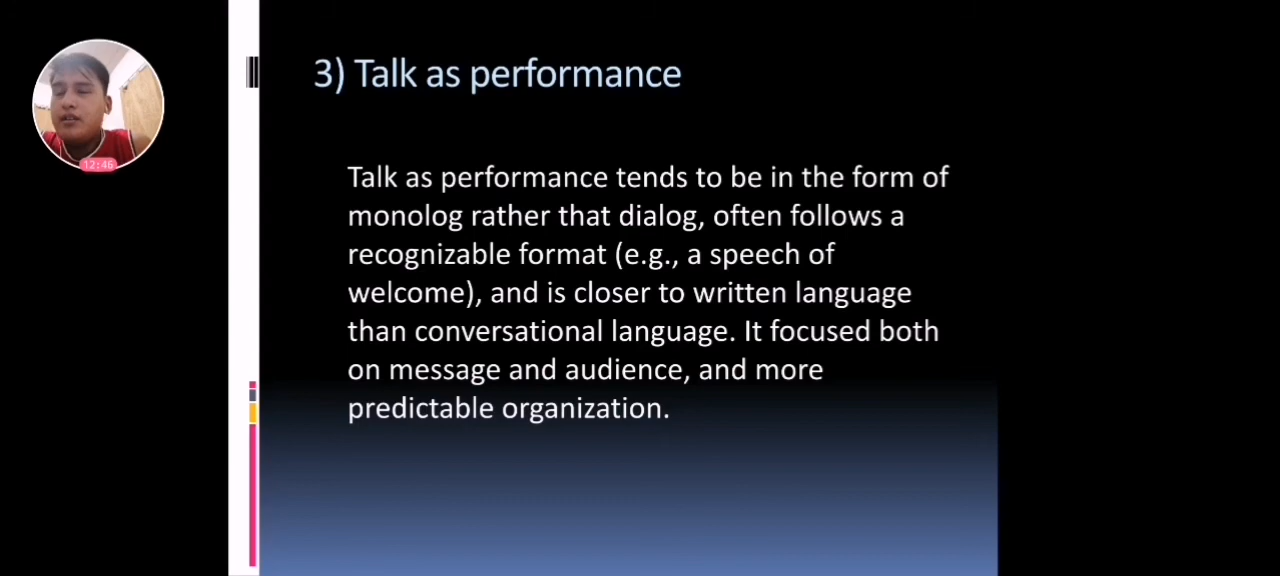 3) Talk as performance
12:46
Talk as performance tends to be in the form of
monolog rather that dialog, often follows a
recognizable format (e.g., a speech of
welcome), and is closer to written language
than conversational language. It focused both
on message and audience, and more
predictable organization.